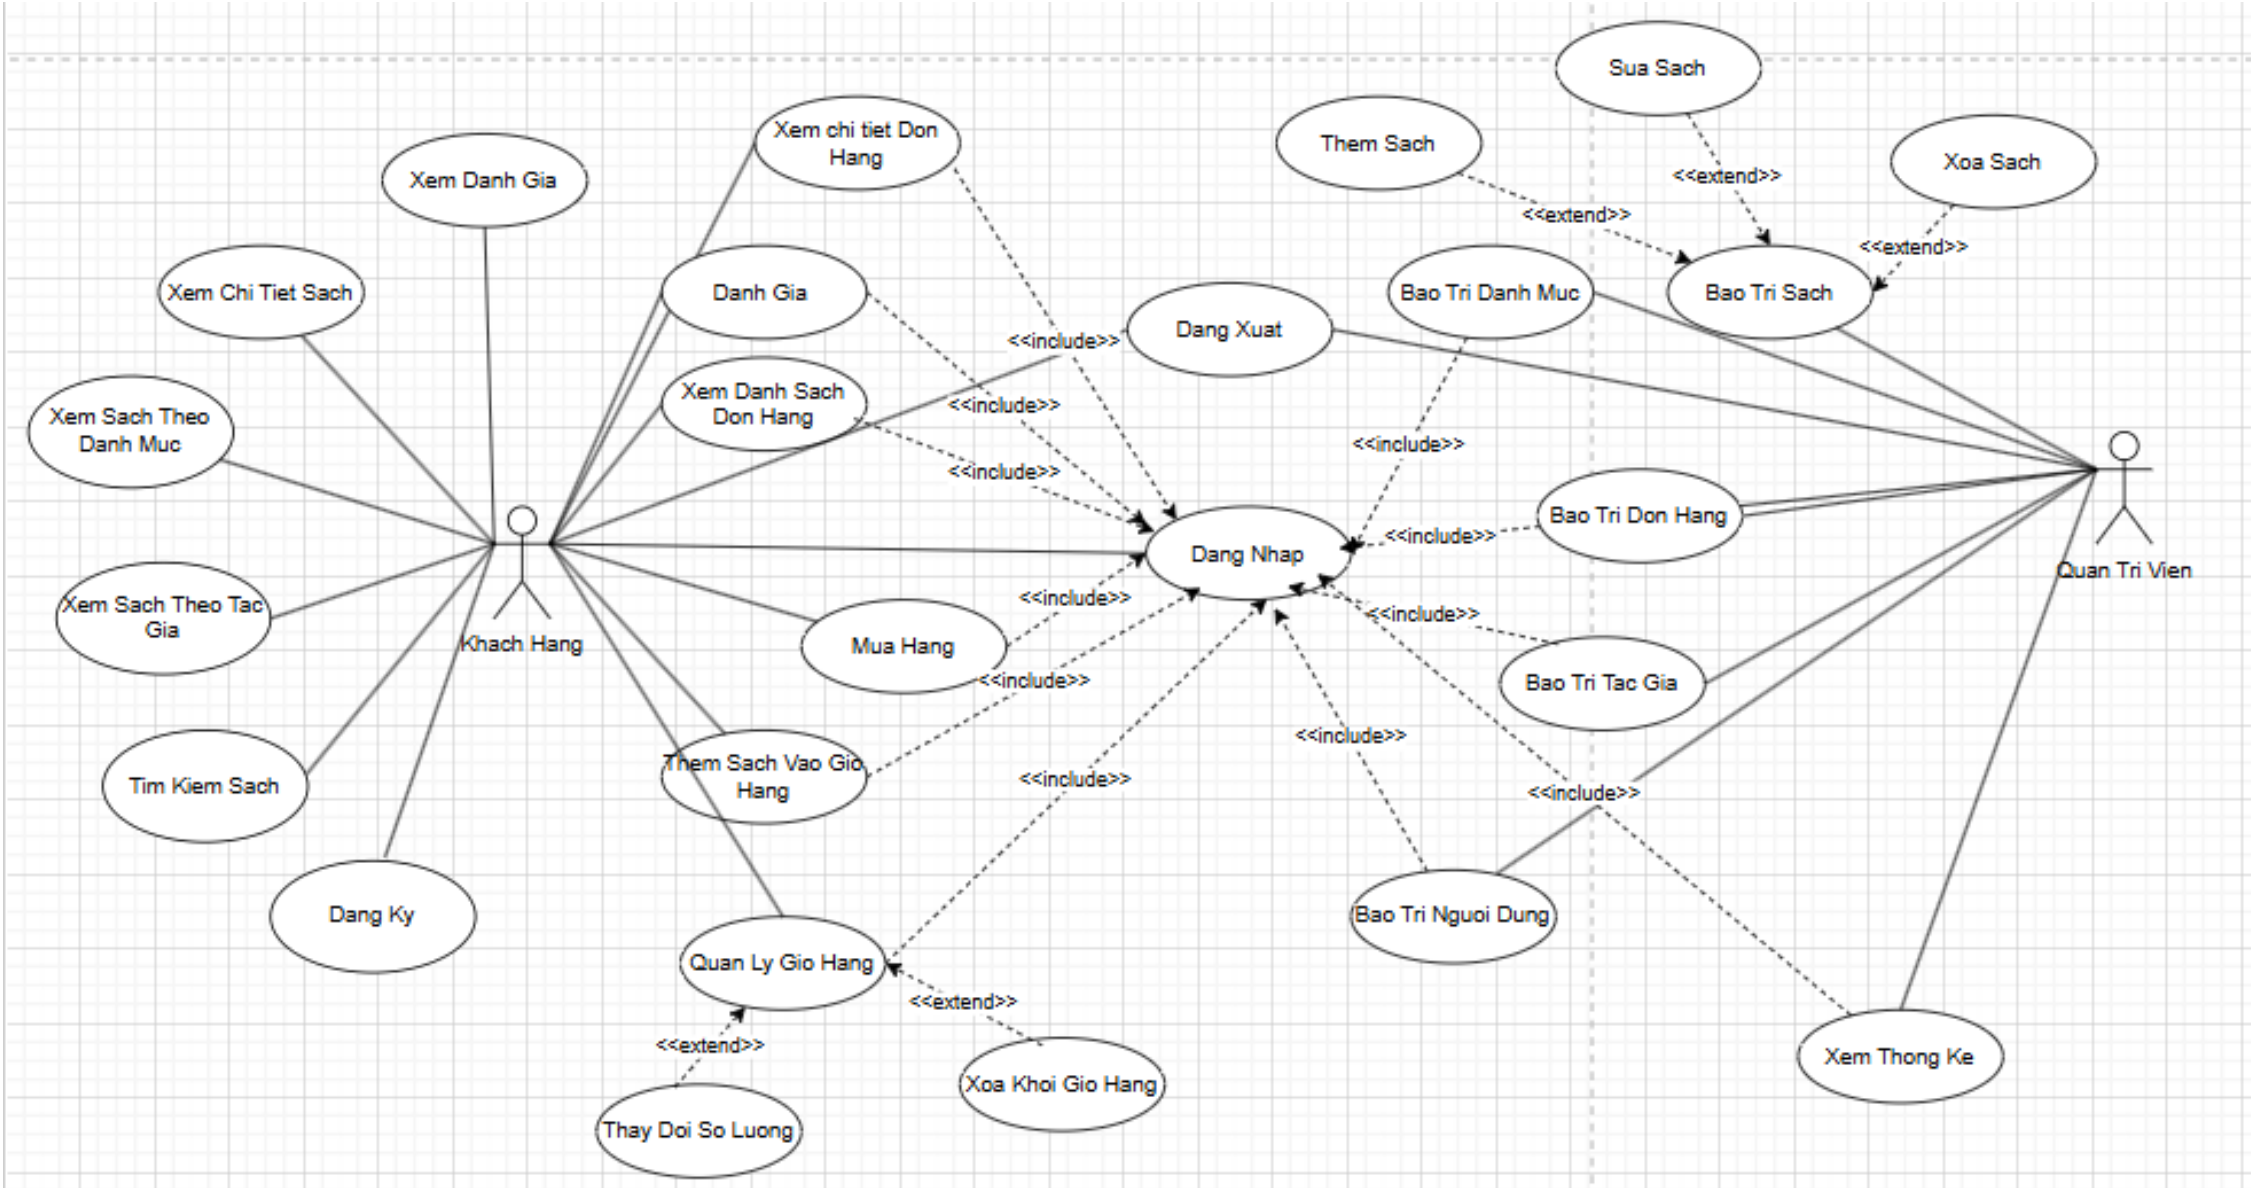 Sua Sach
Xem chi tiet Don
Hang
Them Sach
Xoa Sach
Xem Danh Gia
<<extend>>
<<extend>>
<<extend>>
Xem Chi Tiet Sach
Danh Gia
Bao Tri Danh Muc
Bao Tri Sach
Dang Xuat
<<include>>
Xem Danh Sach
Don Hang
<<include>>
Xem Sach Theo
Danh Muc
<<include>>
<<include>>
Bao Tri Don Hang
<<include>>
Dang Nhap
Quan Tri Vien
<<include>>
Xem Sach Theo Tac
Gia
<<include>>
Khach Hang
Mua Hang
<<include>>
Bao Tri Tac Gia
<<include>>
Them Sach Vao Gio
Hang
<<include>>
Tim Kiem Sach
<<include>>
Dang Ky
Bao Tri Nguoi Dung
Quan Ly Gio Hang
<<extend>>
<<extend>>
Xem Thong Ke
Xoa Khoi Gio Hang
Thay Doi So Luong